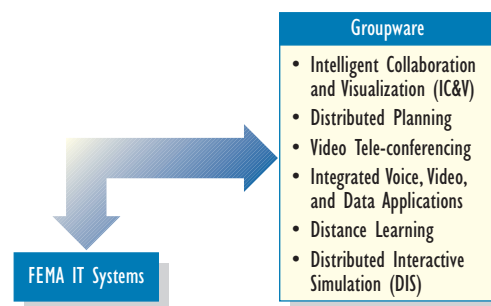 Groupware
• Intelligent Collaboration
and Visualization (IC&V)
• Distributed Planning
• Video Tele-conferencing
• Integrated Voice, Video,
and Data Applications
• Distance Learning
• Distributed Interactive
Simulation (DIS)
FEMA IT Systems